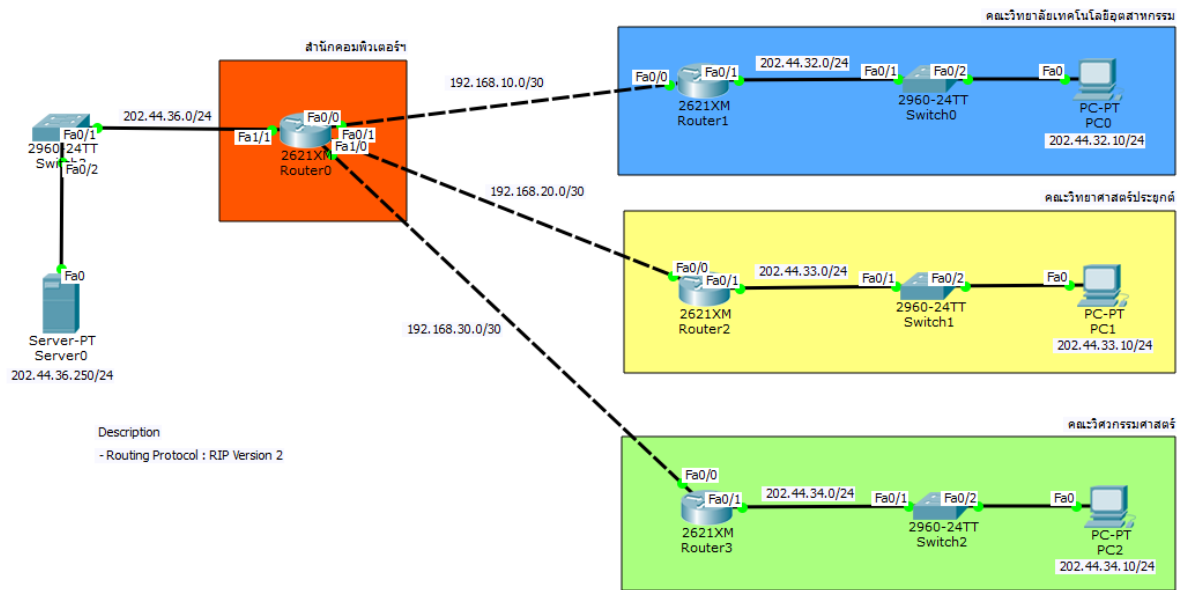 คณะวิทยาลัยเทคโนโลยีอุตสาหกรรม
สำนักคอมพิวเตอร์ฯ
202.44.36.0/24
Fa0/1
2960-24TT
Fa0/2
Fa0
Server-PT
Server0
202.44.36.250/24
Fa1/1
Fa0/0
Fa0/1
Fa1/0
2621XM
Router0
192.168.10.0/30
192.168.20.0/30
192.168.30.0/30
Fa0/0
Fa0/1
2621XM
Router1
202.44.32.0/24
Fa0/1
Fa0/2
2960-24TT
Switch0
Fa0
PC-PT
PC0
202.44.32.10/24
คณะวิทยาศาสตร์ประยุกต์
Fa0/0
Fa0/1
2621XM
Router2
202.44.33.0/24
Fa0/1
Fa0/2
2960-24TT
Switch1
Fa0
PC-PT
PC1
202.44.33.10/24
คณะวิศวกรรมศาสตร์
Fa0/0
Fa0/1
2621XM
Router3
202.44.34.0/24
Fa0/1
Fa0/2
2960-24TT
Switch2
Fa0
PC-PT
PC2
202.44.34.10/24
Description
- Routing Protocol : RIP Version 2